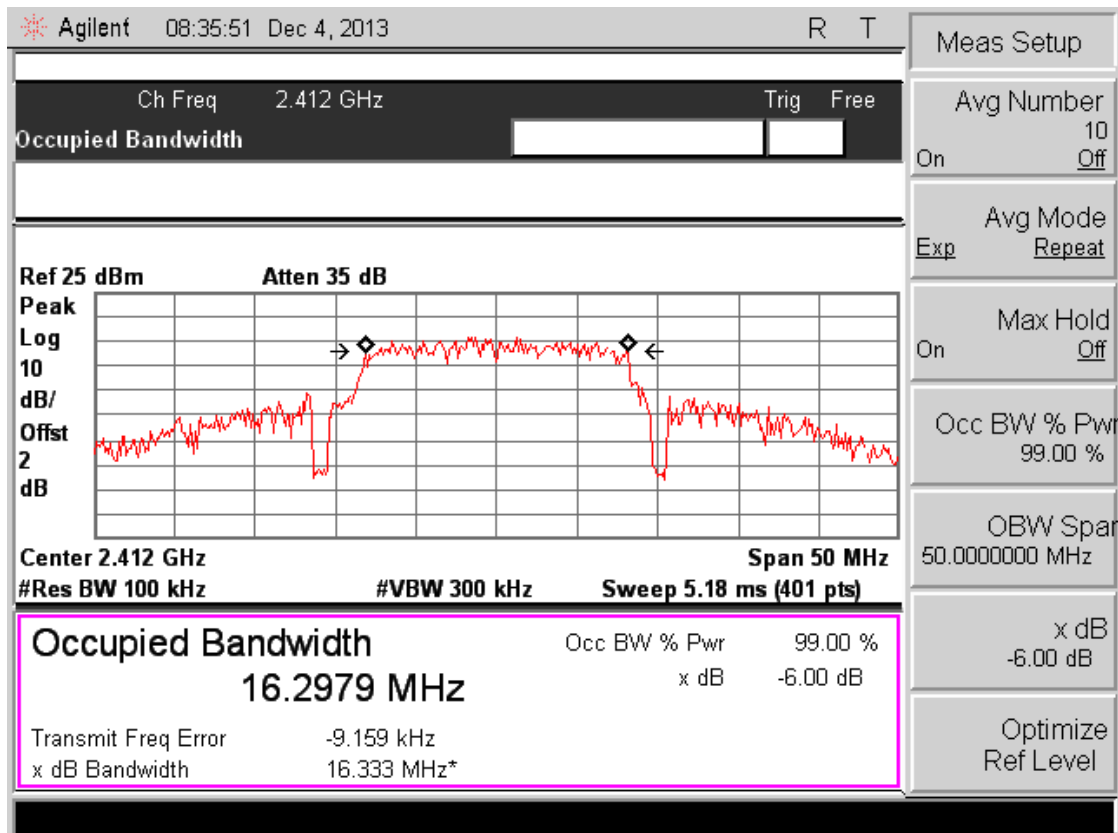 Agilent 08:35:51 Dec 4, 2013 R T
Ch Freq 2.412 GHz Trig Free
Occupied Bandwidth
Ref 25 dBm Atten 35 dB
Peak
Log
10
dB/
Offst
2
dB
Center 2.412 GHz Span 50 MHz
#Res BW 100 kHz #VBW 300 kHz Sweep 5.18 ms (401 pts)
Occupied Bandwidth Occ BW % Pwr 99.00 %
16.2979 MHz x dB -6.00 dB
Transmit Freq Error -9.159 kHz
x dB Bandwidth 16.333 MHz*
Meas Setup
Avg Number
10
On Off
Avg Mode
Exp Repeat
Max Hold
On Off
Occ BW % Pwr
99.00 %
OBW Span
50.0000000 MHz
x dB
-6.00 dB
Optimize
Ref Level